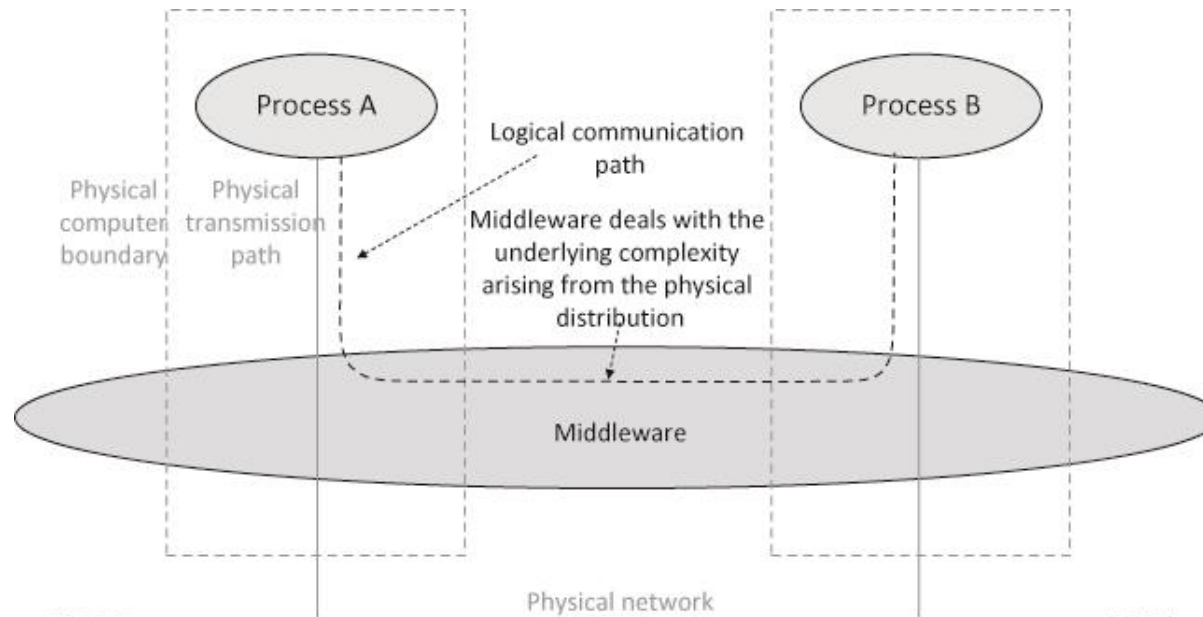 Process A
Process B
Logical communication
path
Physical
computer
boundary
Physical
transmission
path
Middleware deals with the
underlying complexity
arising from the physical
distribution
Middleware
Physical network